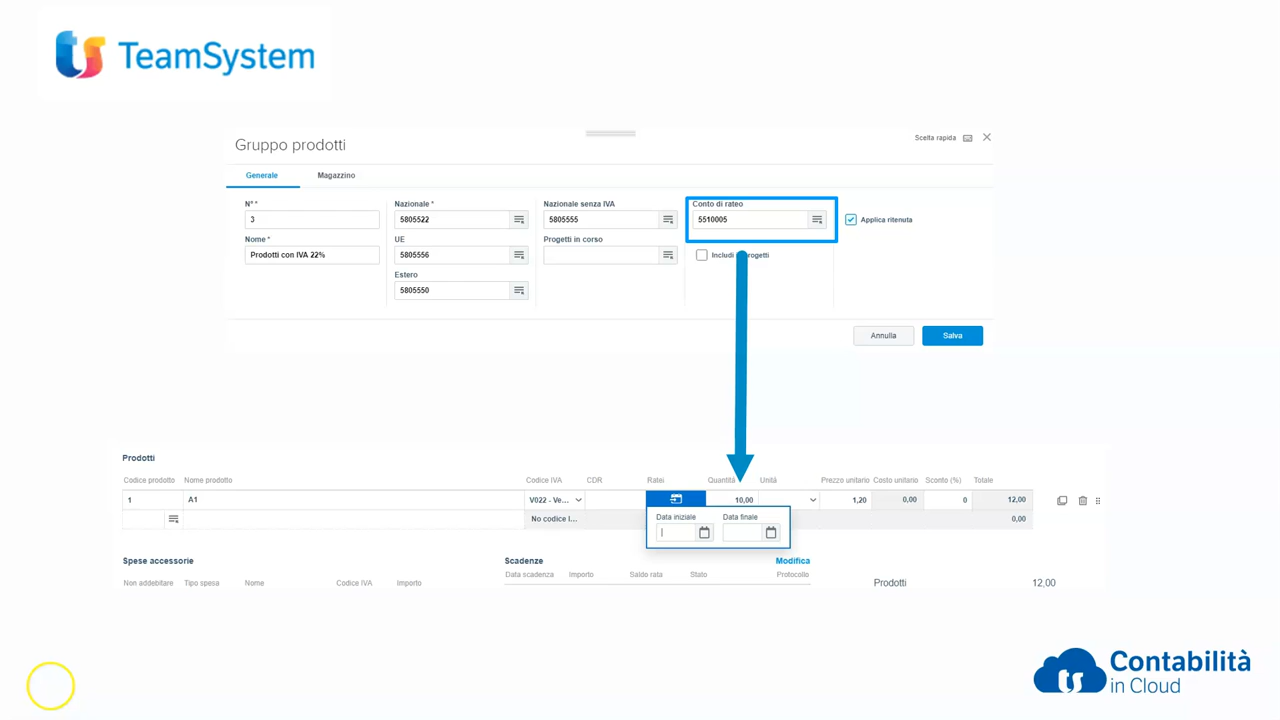 TeamSystem
Gruppo prodotti
Scelta rapida
Generale Magazzino
N° * Nazionale * Nazionale senza IVA Conto di rateo
3 5805522 5805555 5510005 Applica ritenuta
Nome * UE Progetti in corso
Prodotti con IVA 22% 5805556 Includi progetti
Estero
5805550
Annulla Salva
Prodotti
Codice prodotto Nome prodotto Codice IVA CDR Ratei Quantità Unità Prezzo unitario Costo unitario Sconto (%) Totale
1 A1 V022 - Ve... 10,00 1,20 0,00 0 12,00
No codice I... 0,00
Data iniziale Data finale
Spese accessorie Scadenze Modifica
Non addebitare Tipo spesa Nome Codice IVA Importo Data scadenza Importo Saldo rata Stato Protocollo
Prodotti 12,00
Contabilità
in Cloud